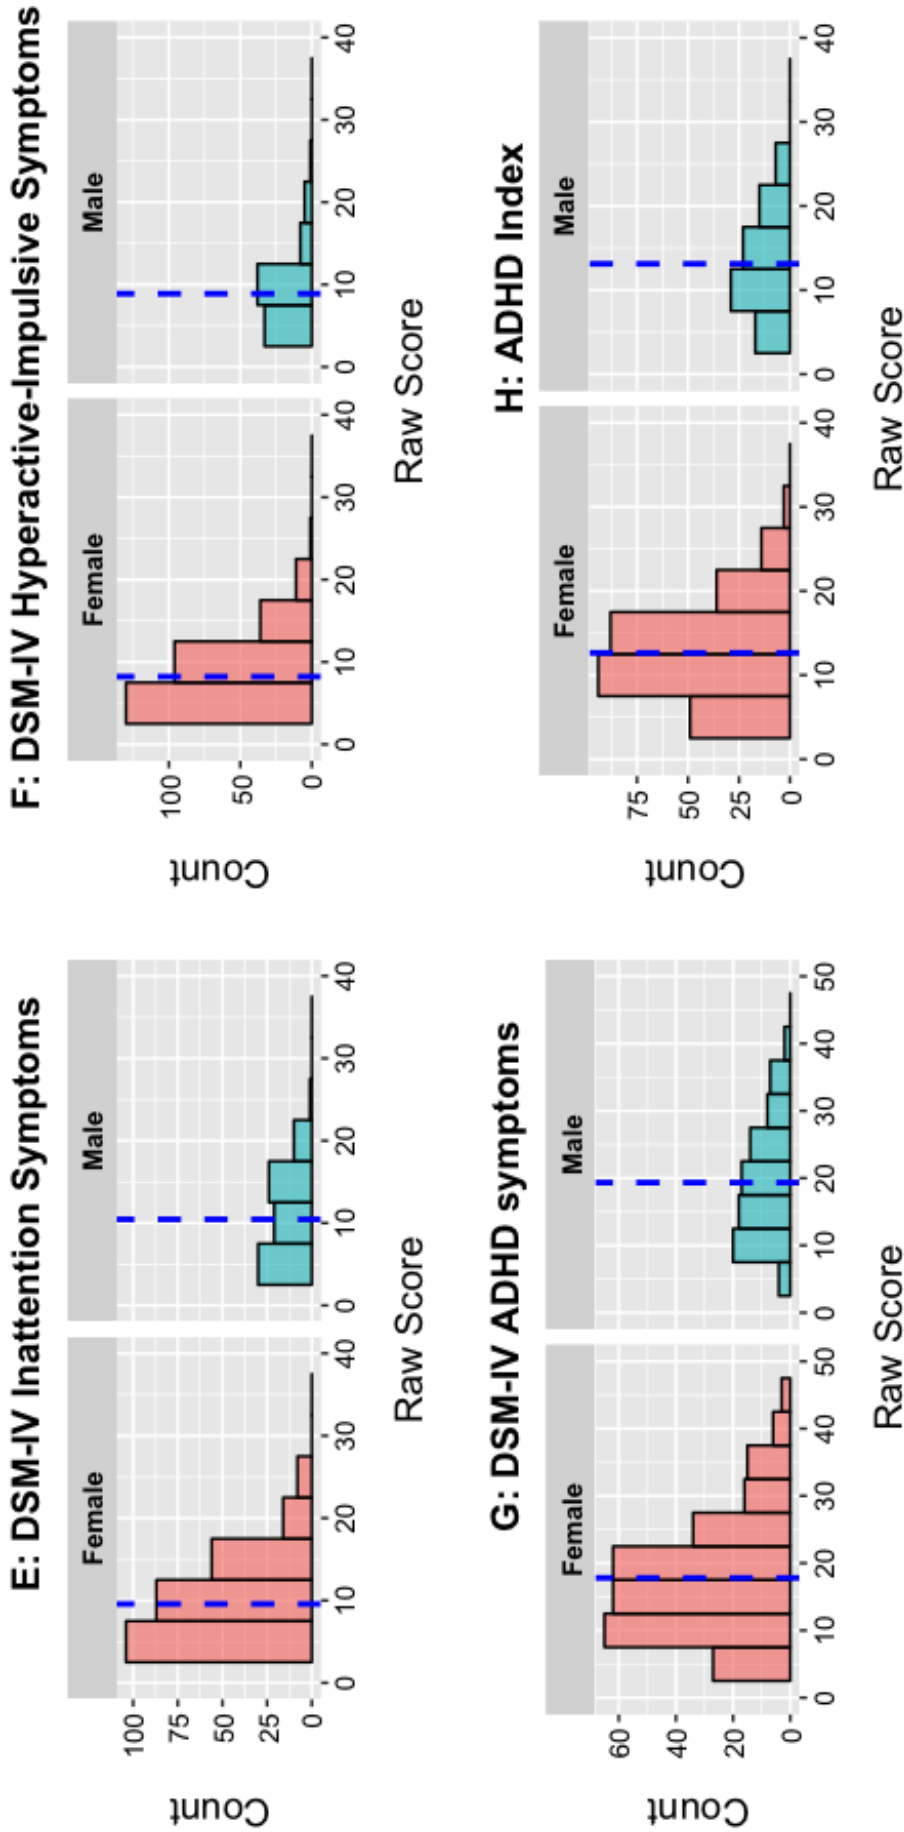 E: DSM-IV Inattention Symptoms
Female
Male
Count
100
75
50
25
0
0 10 20 30 40
0 10 20 30 40
Raw Score
F: DSM-IV Hyperactive-Impulsive Symptoms
Female
Male
Count
100
50
0
0 10 20 30 40
0 10 20 30 40
Raw Score
G: DSM-IV ADHD symptoms
Female
Male
Count
60
40
20
0
0 10 20 30 40 50
0 10 20 30 40 50
Raw Score
H: ADHD Index
Female
Male
Count
75
50
25
0
0 10 20 30 40
0 10 20 30 40
Raw Score